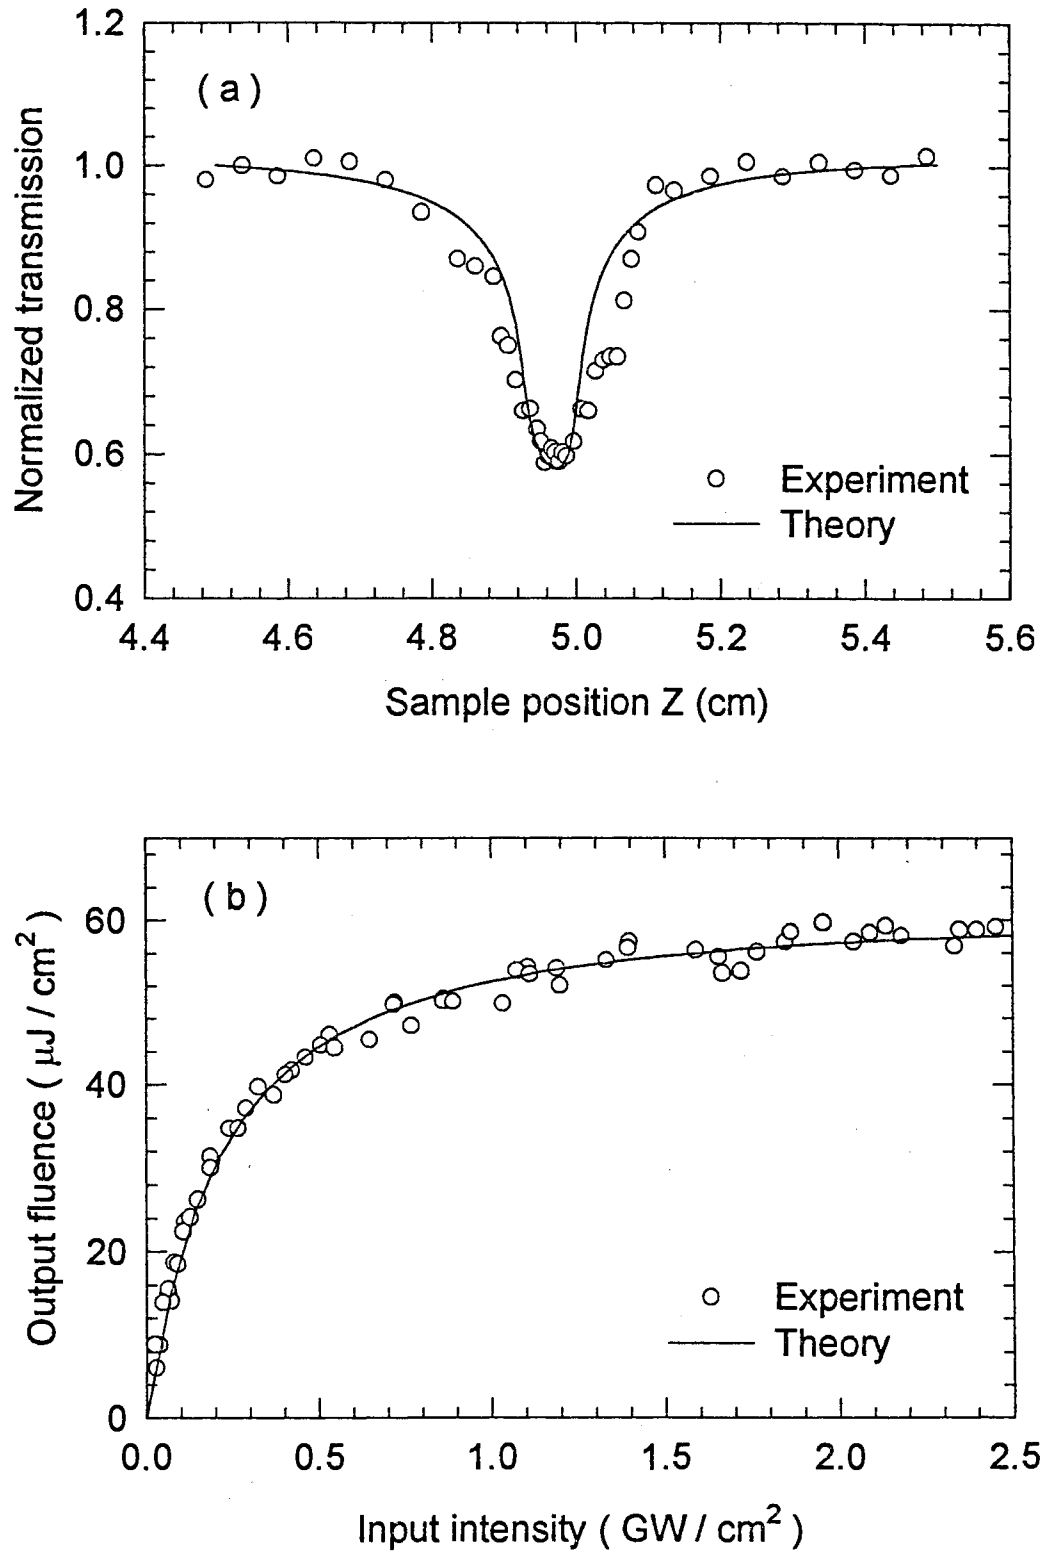 1.2
( a )
1.0
0.8
0.6
0.4
Normalized transmission
Experiment
Theory
4.4 4.6 4.8 5.0 5.2 5.4 5.6
Sample position Z (cm)
( b )
60
40
20
0
Output fluence ( μJ / cm²)
Experiment
Theory
0.0 0.5 1.0 1.5 2.0 2.5
Input intensity ( GW / cm² )